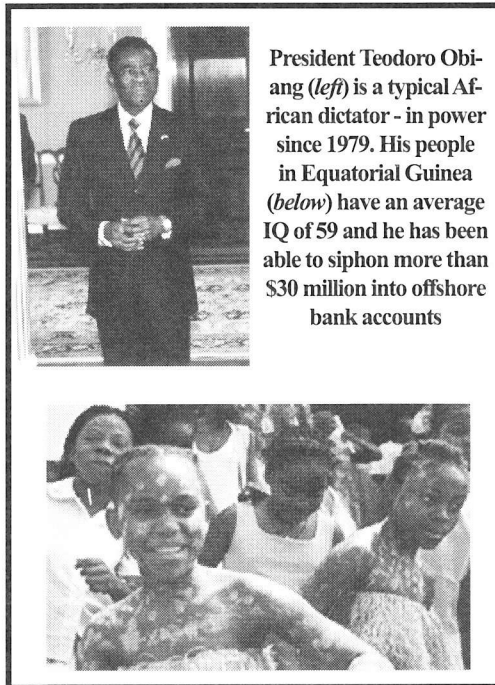 President Teodoro Obi-
ang (left) is a typical Af-
rican dictator - in power
since 1979. His people
in Equatorial Guinea
(below) have an average
IQ of 59 and he has been
able to siphon more than
$30 million into offshore
bank accounts